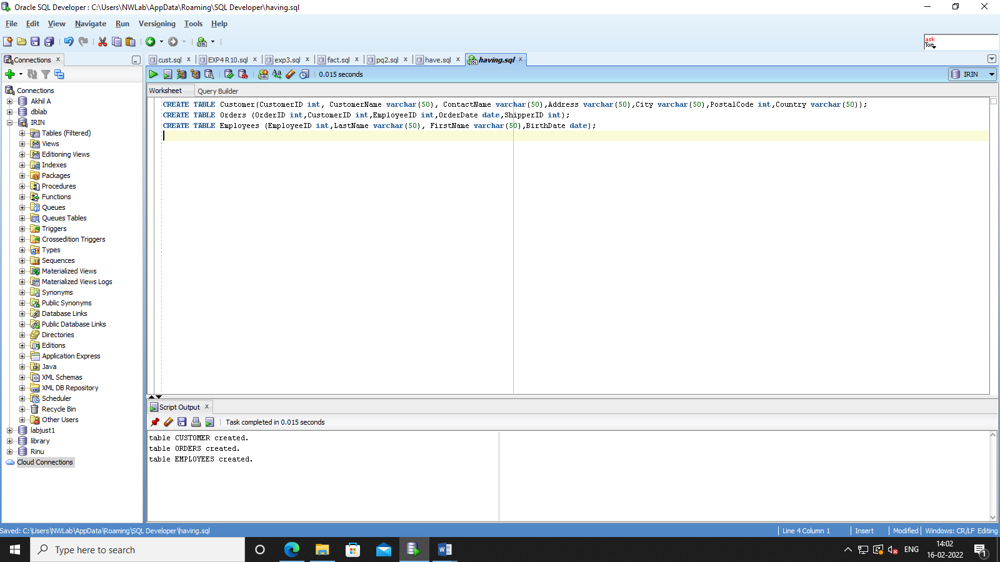 Oracle SQL Developer : C:\Users\NWLab\AppData\Roaming\SQL Developer\having.sql
File Edit View Navigate Run Versioning Tools Help
ask
Tom
Connections
cust.sql EXP4 R10.sql exp3.sql fact.sql pq2.sql have.sql having.sql
0.015 seconds
IRIN
Worksheet Query Builder
Connections
Akhil A
dblab
IRIN
Tables (Filtered)
Views
Editioning Views
Indexes
Packages
Procedures
Functions
Queues
Queues Tables
Triggers
Crossedition Triggers
Types
Sequences
Materialized Views
Materialized Views Logs
Synonyms
Public Synonyms
Database Links
Public Database Links
Directories
Editions
Application Express
Java
XML Schemas
XML DB Repository
Scheduler
Recycle Bin
Other Users
labjust1
library
Rinu
Cloud Connections
CREATE TABLE Customer(CustomerID int, CustomerName varchar(50), ContactName varchar(50),Address varchar(50),City varchar(50),PostalCode int,Country varchar(50));
CREATE TABLE Orders (OrderID int,CustomerID int,EmployeeID int,OrderDate date,ShipperID int);
CREATE TABLE Employees (EmployeeID int,LastName varchar(50), FirstName varchar(50),BirthDate date);
Script Output
Task completed in 0.015 seconds
table CUSTOMER created.
table ORDERS created.
table EMPLOYEES created.
Saved: C:\Users\NWLab\AppData\Roaming\SQL Developer\having.sql
Line 4 Column 1 Insert Modified Windows: CR/LF Editing
Type here to search
ENG
14:02
16-02-2022
1